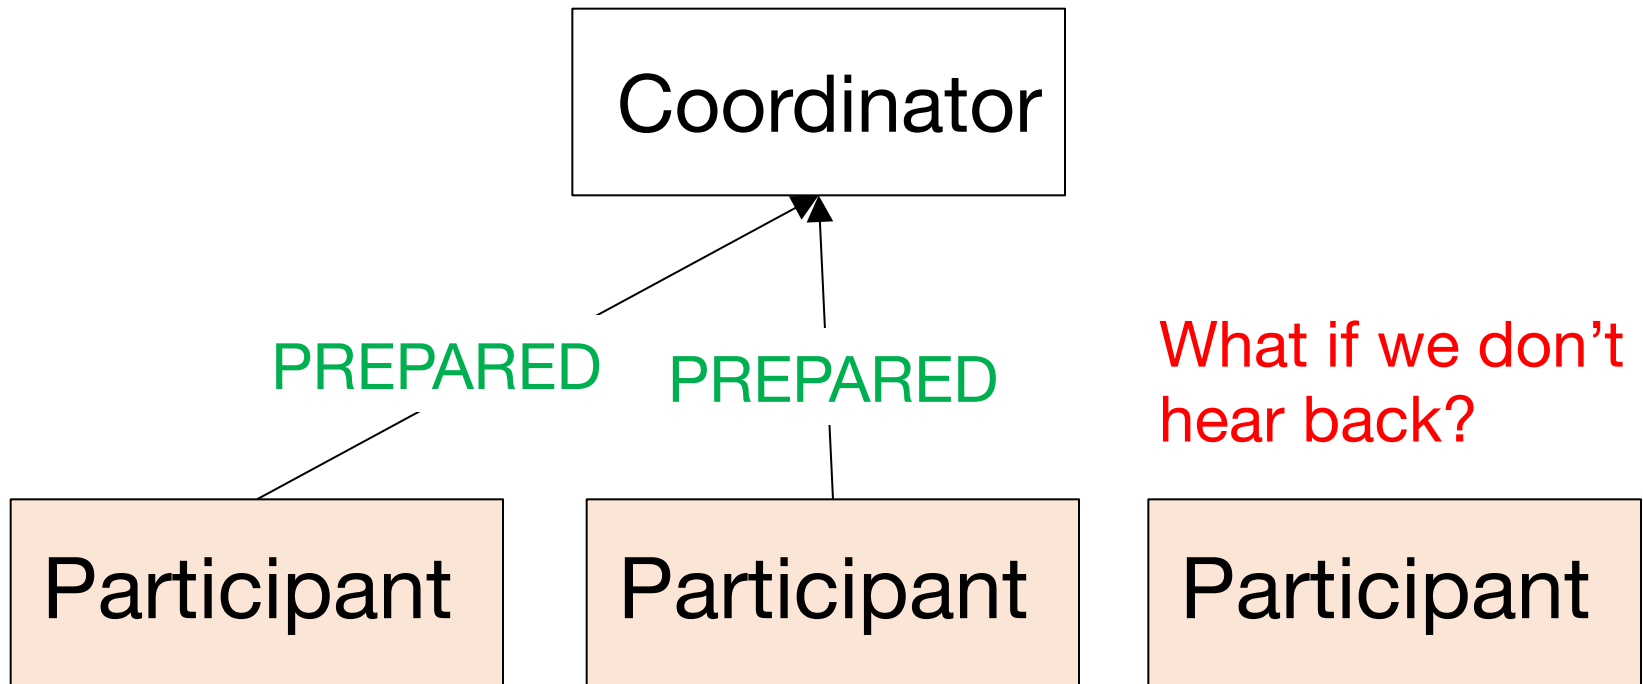 Coordinator
PREPARED
PREPARED
What if we don’t
hear back?
Participant
Participant
Participant